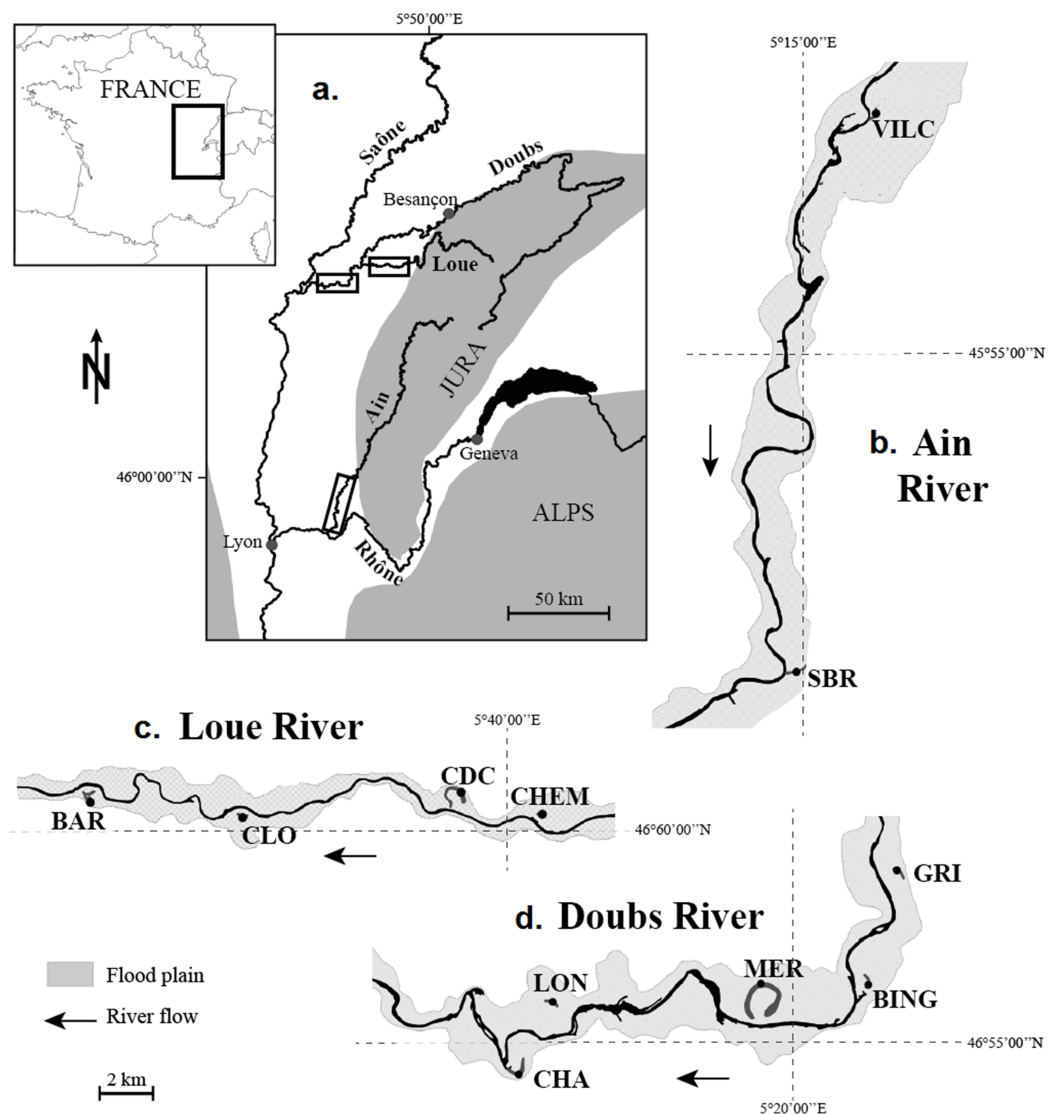 5°50'00''E
FRANCE
a.
Saône
Doubs
Besançon
Loue
N
JURA
Ain
Geneva
46°00'00''N
ALPS
Lyon
Rhône
50 km
5°15'00''E
VILC
45°55'00''N
b. Ain
River
SBR
c. Loue River
5°40'00''E
CDC
CHEM
BAR
CLO
46°60'00''N
d. Doubs River
GRI
LON
MER
BING
Flood plain
River flow
46°55'00''N
CHA
2 km
5°20'00''E